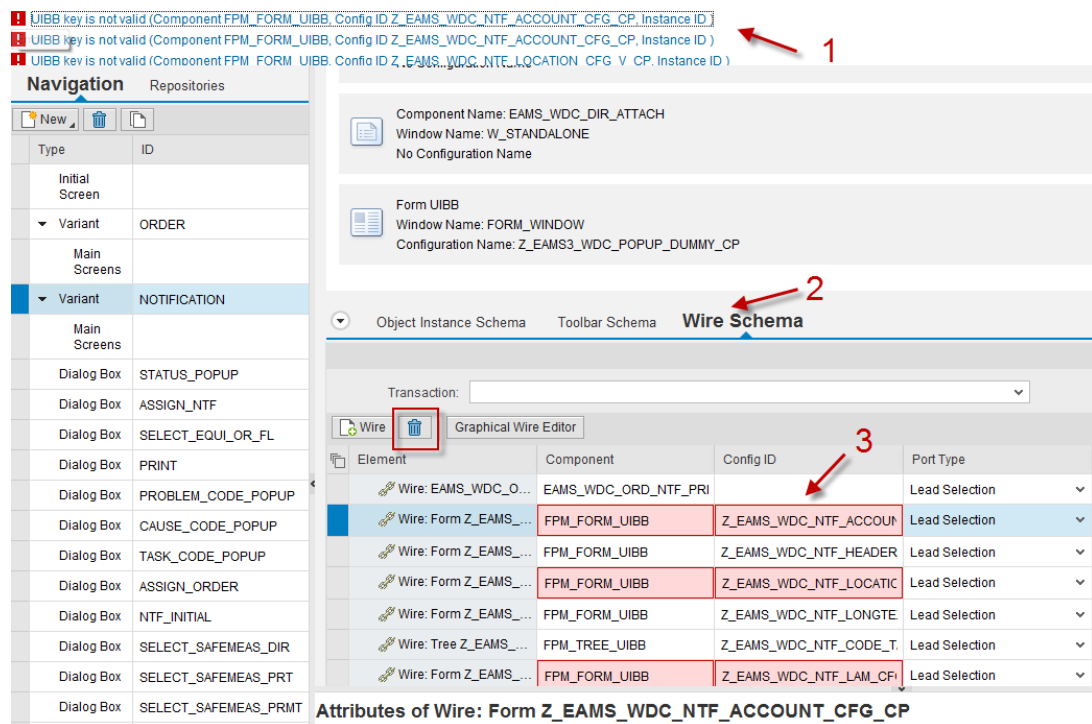 UIBB key is not valid (Component FPM_FORM_UIBB, Config ID Z_EAMS_WDC_NTF_ACCOUNT_CFG_CP, Instance ID )
UIBB key is not valid (Component FPM_FORM_UIBB, Config ID Z_EAMS_WDC_NTF_ACCOUNT_CFG_CP, Instance ID )
UIBB key is not valid (Component FPM_FORM_UIBB, Config ID Z_EAMS_WDC_NTF_LOCATION_CFG_V_CP, Instance ID )
1
Navigation Repositories
New
Type ID
Initial Screen
Variant ORDER
Main Screens
Variant NOTIFICATION
Main Screens
Dialog Box STATUS_POPUP
Dialog Box ASSIGN_NTF
Dialog Box SELECT_EQUI_OR_FL
Dialog Box PRINT
Dialog Box PROBLEM_CODE_POPUP
Dialog Box CAUSE_CODE_POPUP
Dialog Box TASK_CODE_POPUP
Dialog Box ASSIGN_ORDER
Dialog Box NTF_INITIAL
Dialog Box SELECT_SAFEMEAS_DIR
Dialog Box SELECT_SAFEMEAS_PRT
Dialog Box SELECT_SAFEMEAS_PRMT
No Configuration Name
Component Name: EAMS_WDC_DIR_ATTACH
Window Name: W_STANDALONE
No Configuration Name
Form UIBB
Window Name: FORM_WINDOW
Configuration Name: Z_EAMS3_WDC_POPUP_DUMMY_CP
2
Object Instance Schema Toolbar Schema Wire Schema
Transaction:
Wire Graphical Wire Editor
3
Element Component Config ID Port Type
Wire: EAMS_WDC_O... EAMS_WDC_ORD_NTF_PRI Lead Selection
Wire: Form Z_EAMS_... FPM_FORM_UIBB Z_EAMS_WDC_NTF_ACCOUN Lead Selection
Wire: Form Z_EAMS_... FPM_FORM_UIBB Z_EAMS_WDC_NTF_HEADER Lead Selection
Wire: Form Z_EAMS_... FPM_FORM_UIBB Z_EAMS_WDC_NTF_LOCATIC Lead Selection
Wire: Form Z_EAMS_... FPM_FORM_UIBB Z_EAMS_WDC_NTF_LONGTE Lead Selection
Wire: Tree Z_EAMS_... FPM_TREE_UIBB Z_EAMS_WDC_NTF_CODE_T. Lead Selection
Wire: Form Z_EAMS_... FPM_FORM_UIBB Z_EAMS_WDC_NTF_LAM_CF Lead Selection
Attributes of Wire: Form Z_EAMS_WDC_NTF_ACCOUNT_CFG_CP